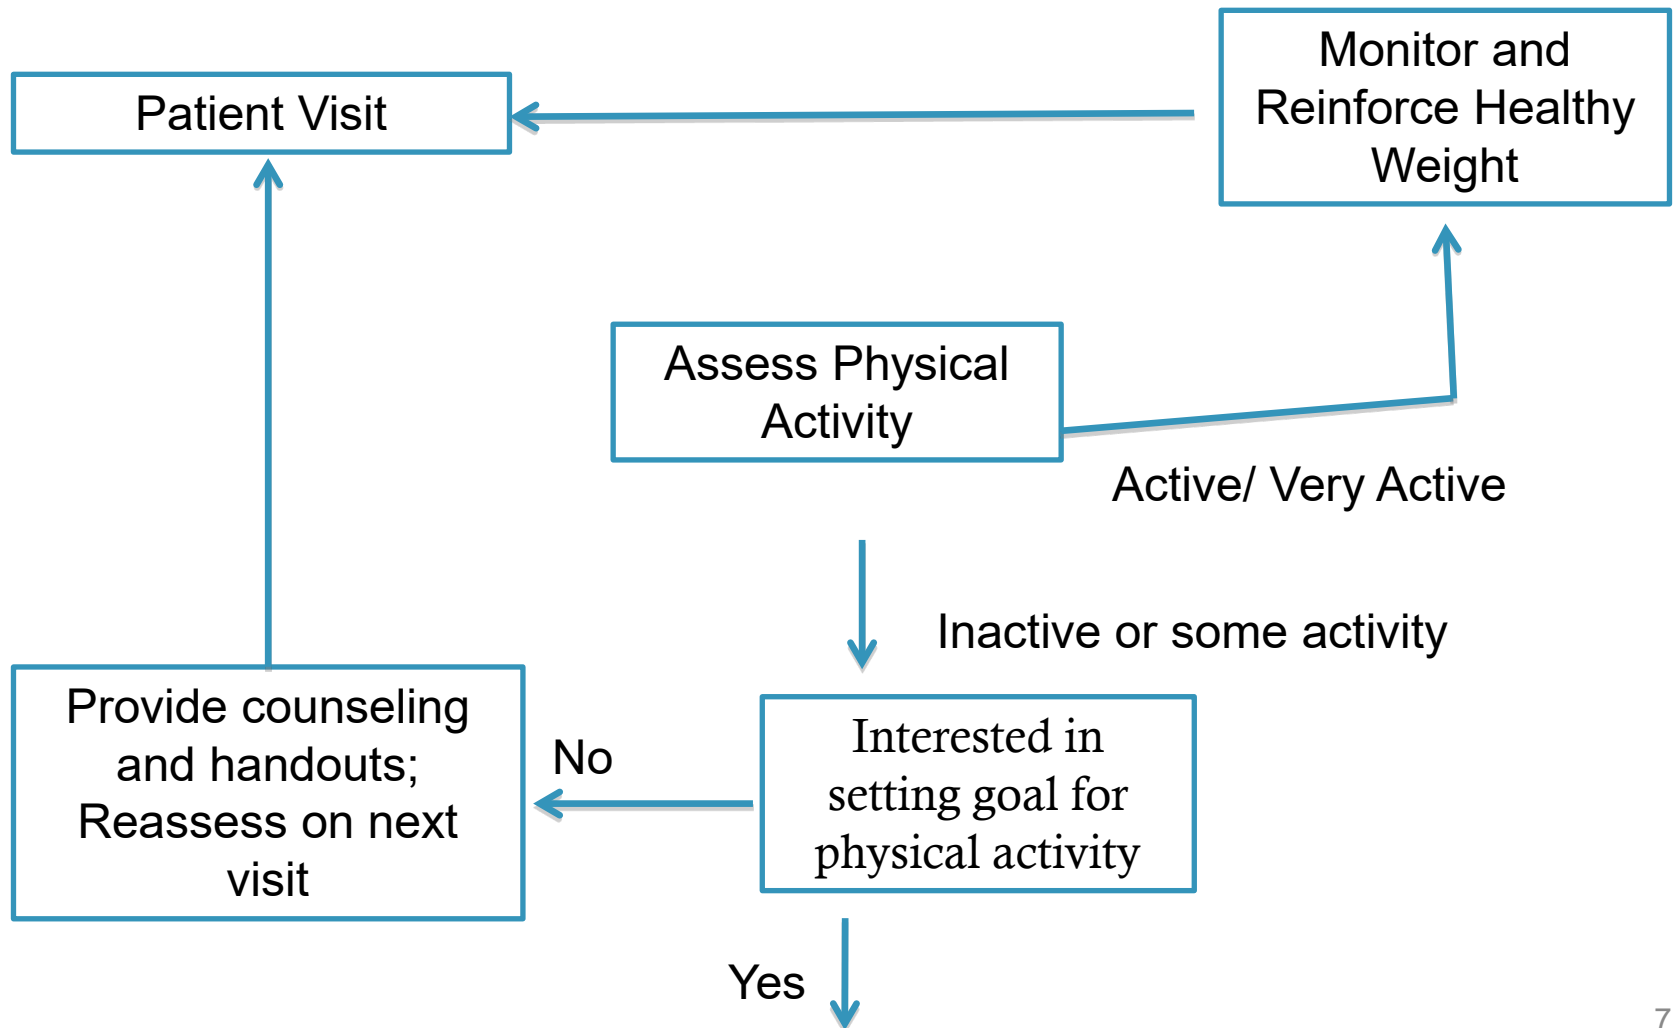 Patient Visit
Monitor and
Reinforce Healthy
Weight
Assess Physical
Activity
Active/ Very Active
Inactive or some activity
Provide counseling
and handouts;
Reassess on next
visit
No
Interested in
setting goal for
physical activity
Yes
7